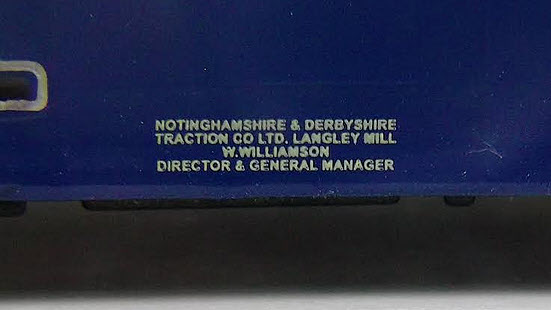 NOTINGHAMSHIRE & DERBYSHIRE
TRACTION CO LTD. LANGLEY MILL
W.WILLIAMSON
DIRECTOR & GENERAL MANAGER